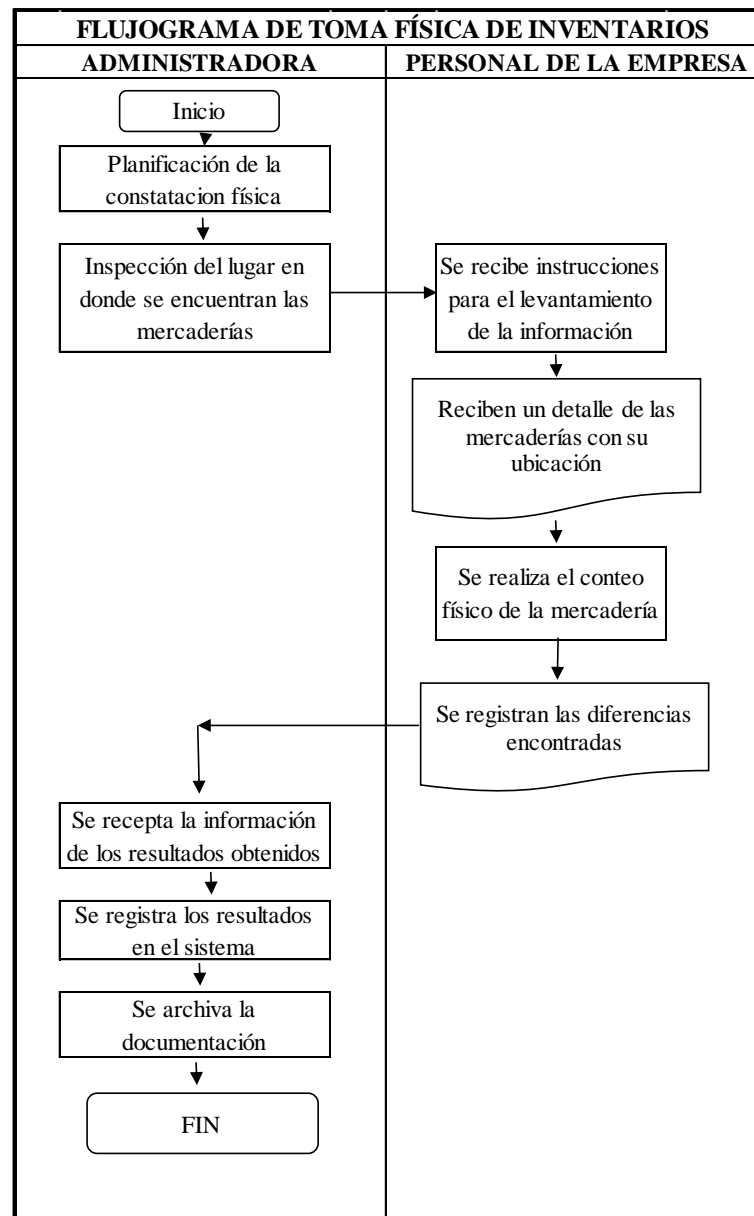 FLUJOGRAMA DE TOMA FÍSICA DE INVENTARIOS
ADMINISTRADORA
PERSONAL DE LA EMPRESA
Inicio
Planificación de la
constatacion física
Inspección del lugar en
donde se encuentran las
mercaderías
Se recibe instrucciones
para el levantamiento
de la información
Reciben un detalle de las
mercaderías con su
ubicación
Se realiza el conteo
físico de la mercadería
Se registran las diferencias
encontradas
Se recepta la información
de los resultados obtenidos
Se registra los resultados
en el sistema
Se archiva la
documentación
FIN